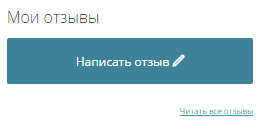 Мои отзывы
Написать отзыв
Читать все отзывы